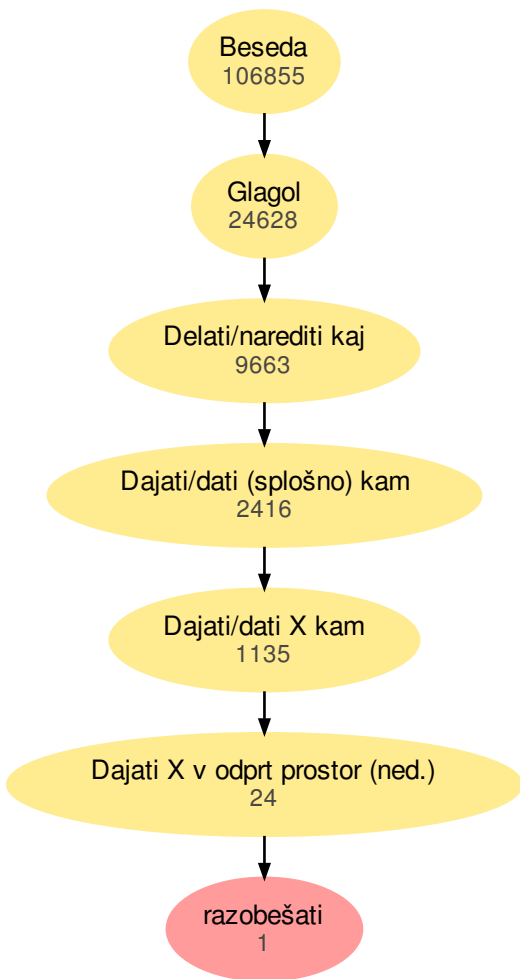 Beseda
106855
Glagol
24628
Delati/narediti kaj
9663
Dajati/dati (splošno) kam
2416
Dajati/dati X kam
1135
Dajati X v odprt prostor (ned.)
24
razobešati
1